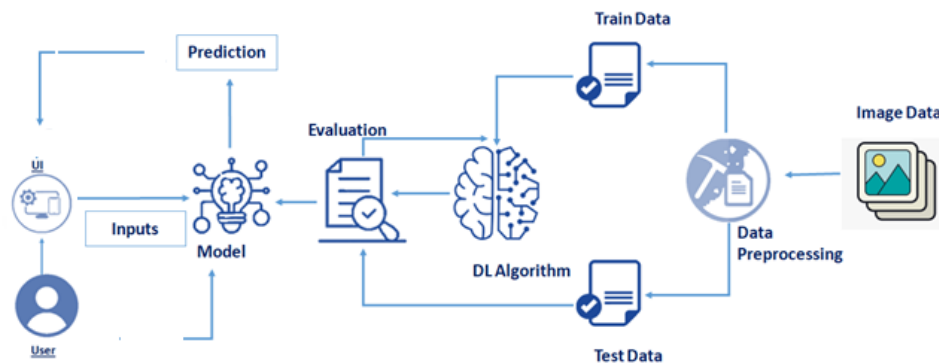 Train Data
Prediction
Image Data
Evaluation
UI
Inputs
Model
DL Algorithm
Data
Preprocessing
User
Test Data